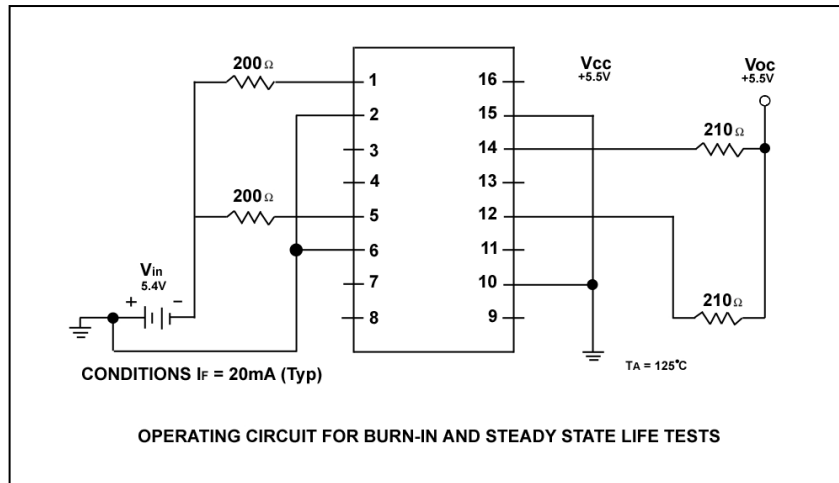 200Ω
1
2
3
4
200Ω
5
6
7
8
Vin
5.4V
+
−
16
15
14
13
12
11
10
9
Vcc
+5.5V
Voc
+5.5V
210Ω
210Ω
TA = 125°C
CONDITIONS IF = 20mA (Typ)
OPERATING CIRCUIT FOR BURN-IN AND STEADY STATE LIFE TESTS